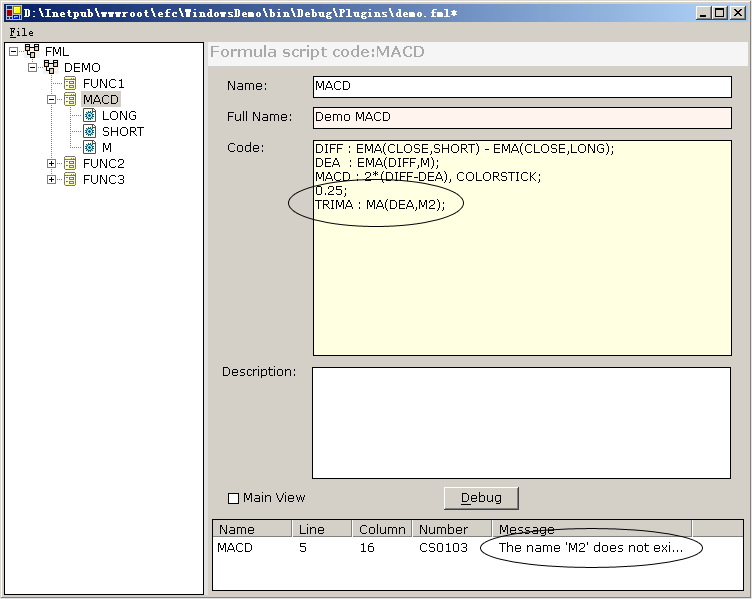 D:\Inetpub\wwwroot\efc\WindowsDemo\bin\Debug\Plugins\demo.fml*
File
FML
DEMO
FUNC1
MACD
LONG
SHORT
M
FUNC2
FUNC3
Formula script code:MACD
Name: MACD
Full Name: Demo MACD
Code:
DIFF : EMA(CLOSE,SHORT) - EMA(CLOSE,LONG);
DEA  : EMA(DIFF,M);
MACD : 2*(DIFF-DEA), COLORSTICK;
0.25;
TRIMA : MA(DEA,M2);
Description:
Main View
Debug
Name Line Column Number Message
MACD 5 16 CS0103 The name 'M2' does not exi...